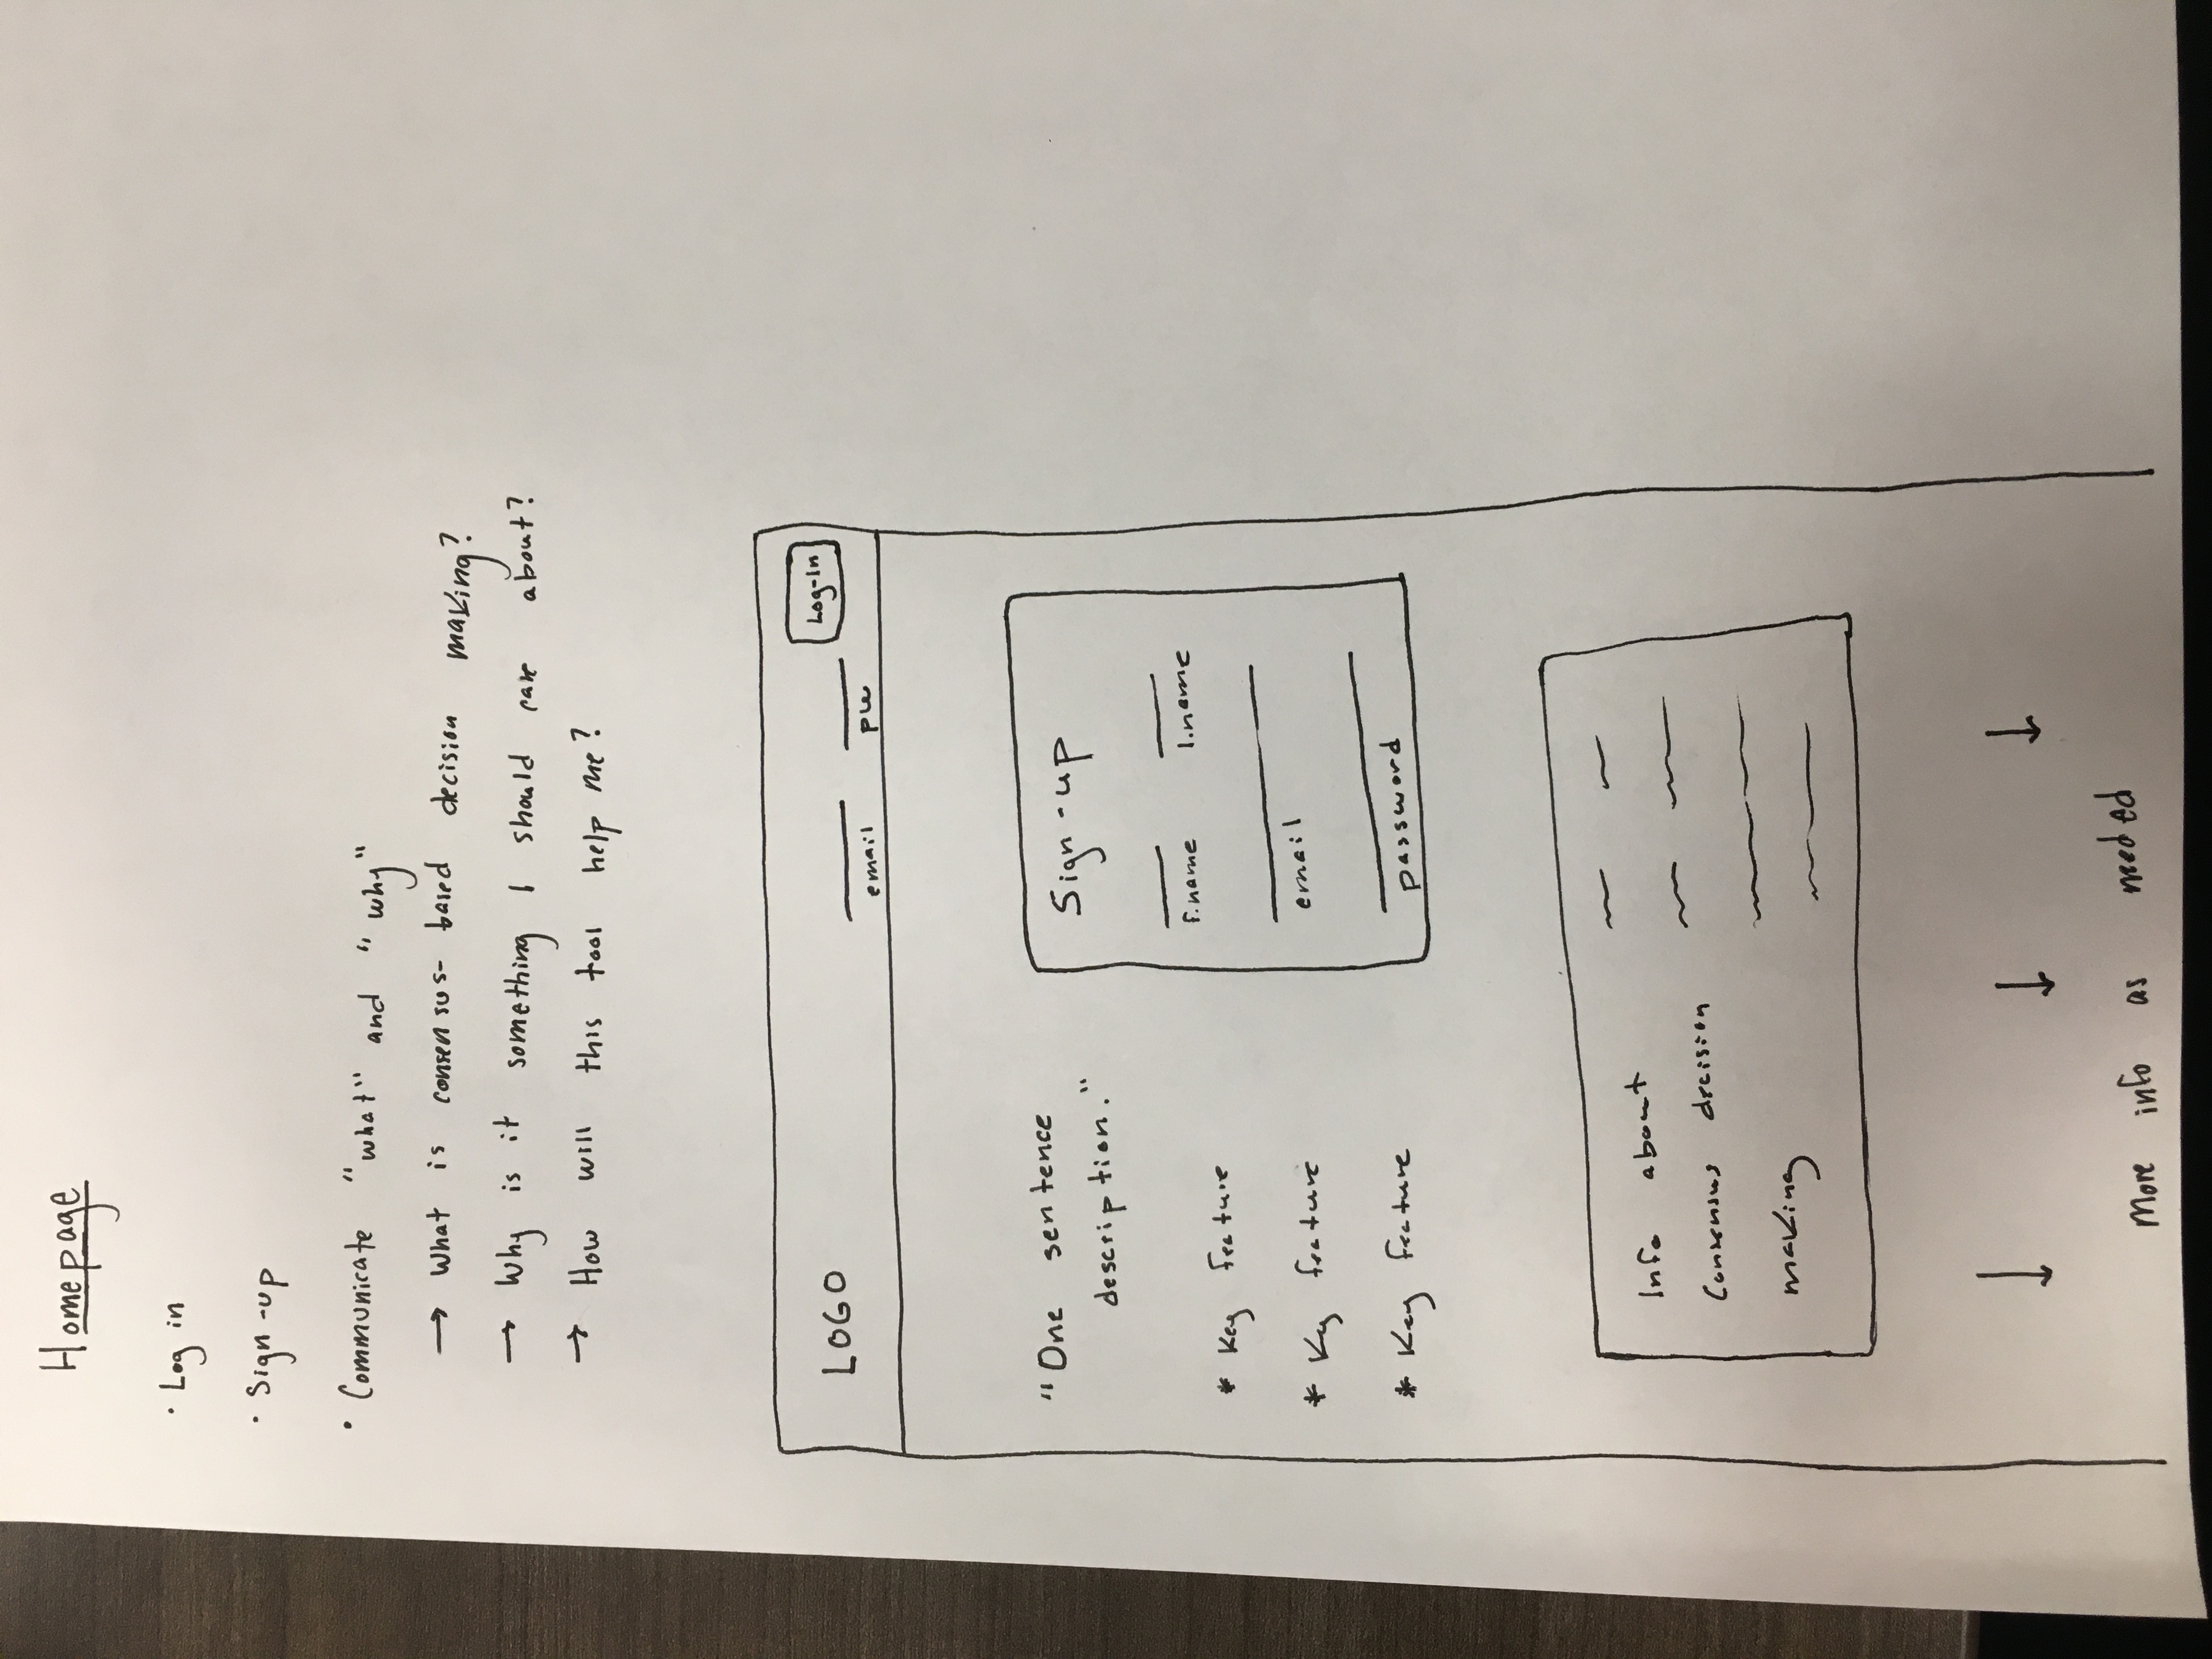 Homepage
· Log in
· Sign-up
· Communicate "what" and "why"
→ What is consensus-based decision making?
→ Why is it something I should care about?
→ How will this tool help me?
LOGO
email pw Log-In
"One sentence
description."
* Key feature
* Key feature
* Key feature
Sign-up
f.name l.name
email
password
Info about
Consensus decision
making
↓ ↓ ↓
More info as needed